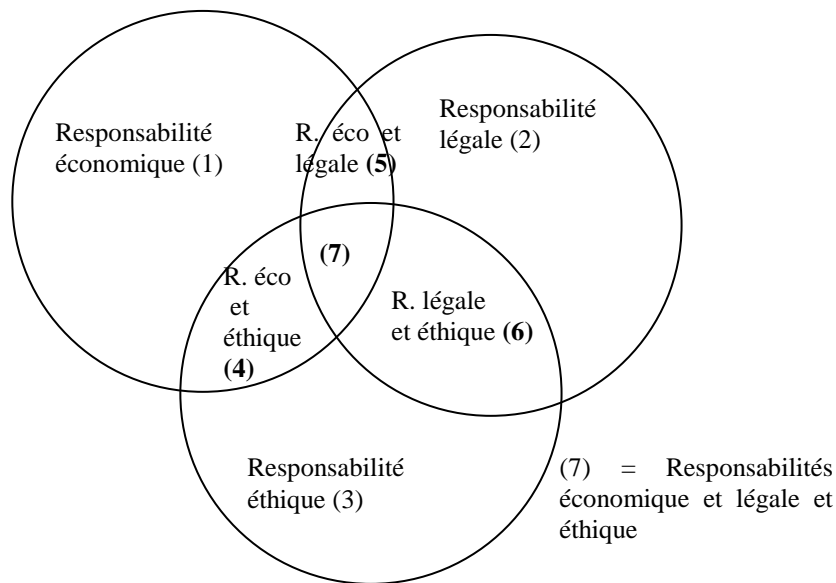 Responsabilité
économique (1)
R. éco et
légale (5)
Responsabilité
légale (2)
(7)
R. éco
et
éthique
(4)
R. légale
et éthique (6)
Responsabilité
éthique (3)
(7) = Responsabilités
économique et légale et
éthique